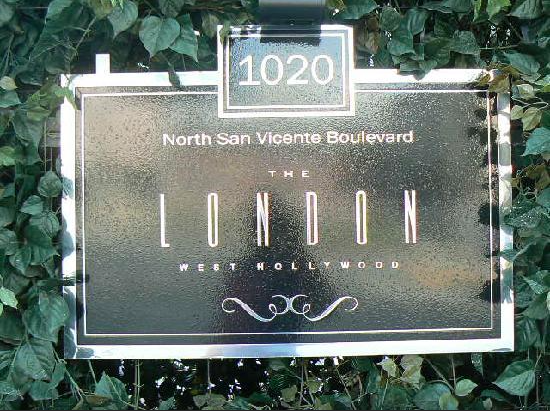 1020
North San Vicente Boulevard
THE
LONDON
WEST HOLLYWOOD